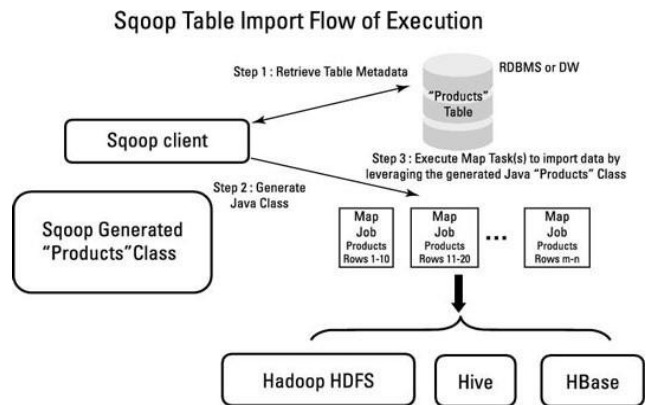 Sqoop Table Import Flow of Execution
Step 1 : Retrieve Table Metadata
RDBMS or DW
"Products"
Table
Sqoop client
Step 3 : Execute Map Task(s) to import data by
leveraging the generated Java "Products" Class
Step 2 : Generate
Java Class
Sqoop Generated
"Products"Class
Map
Job
Products
Rows 1-10
Map
Job
Products
Rows 11-20
...
Map
Job
Products
Rows m-n
Hadoop HDFS
Hive
HBase